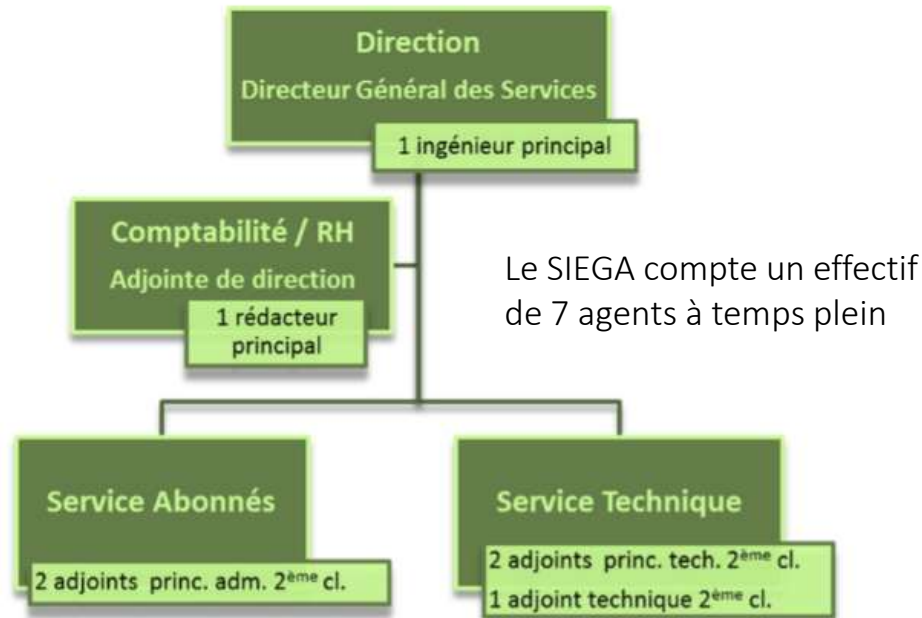 Direction
Directeur Général des Services
1 ingénieur principal
Comptabilité / RH
Adjointe de direction
1 rédacteur
principal
Le SIEGA compte un effectif
de 7 agents à temps plein
Service Abonnés
2 adjoints princ. adm. 2ème cl.
Service Technique
2 adjoints princ. tech. 2ème cl.
1 adjoint technique 2ème cl.